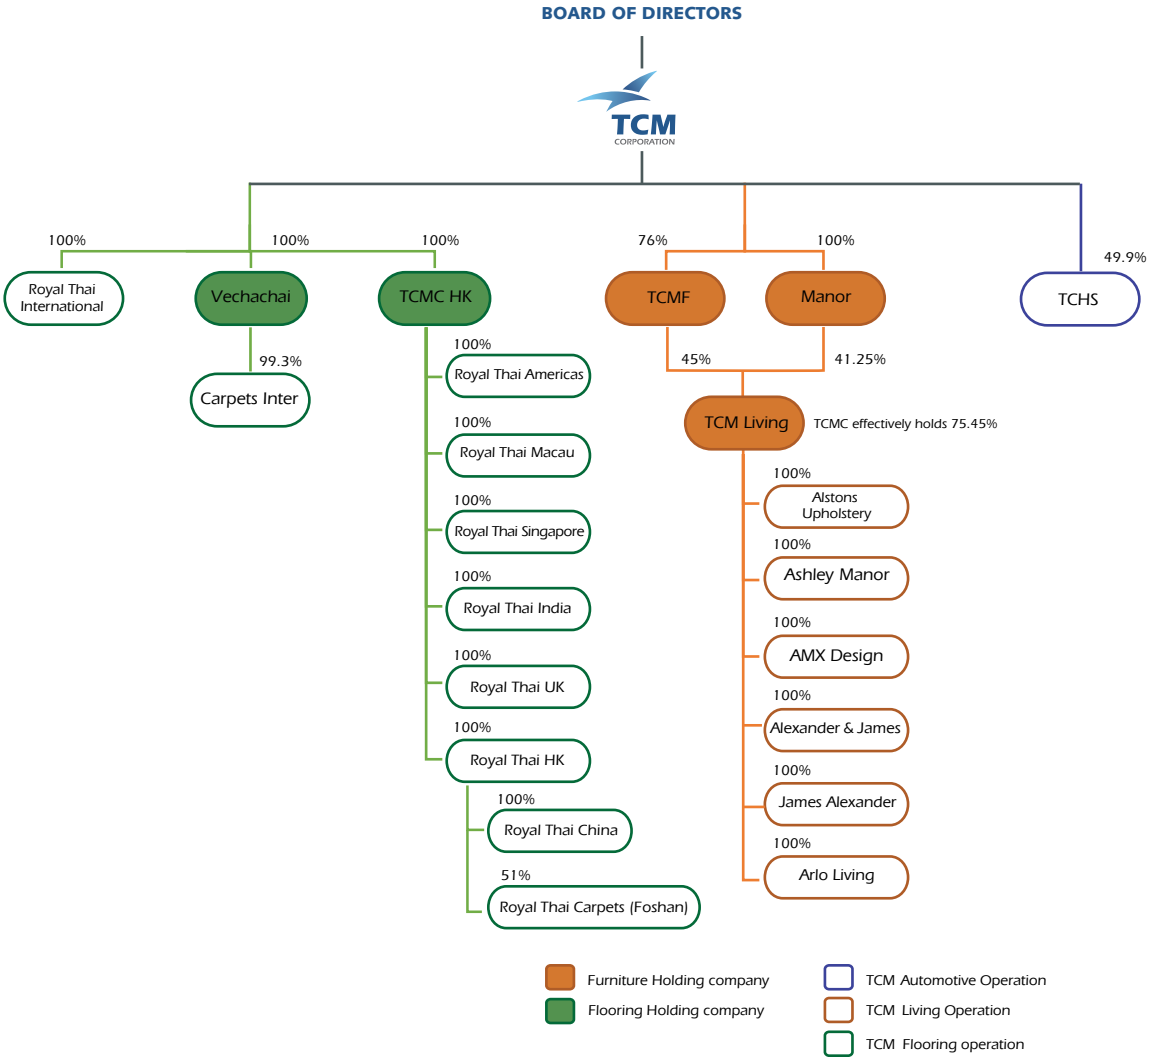 BOARD OF DIRECTORS
TCM
CORPORATION
100%
100%
100%
76%
100%
49.9%
Royal Thai
International
Vechachai
TCMC HK
TCMF
Manor
TCHS
99.3%
Carpets Inter
100%
Royal Thai Americas
100%
Royal Thai Macau
100%
Royal Thai Singapore
100%
Royal Thai India
100%
Royal Thai UK
100%
Royal Thai HK
100%
Royal Thai China
51%
Royal Thai Carpets (Foshan)
45%
41.25%
TCM Living
TCMC effectively holds 75.45%
100%
Alstons
Upholstery
100%
Ashley Manor
100%
AMX Design
100%
Alexander & James
100%
James Alexander
100%
Arlo Living
Furniture Holding company
Flooring Holding company
TCM Automotive Operation
TCM Living Operation
TCM Flooring operation